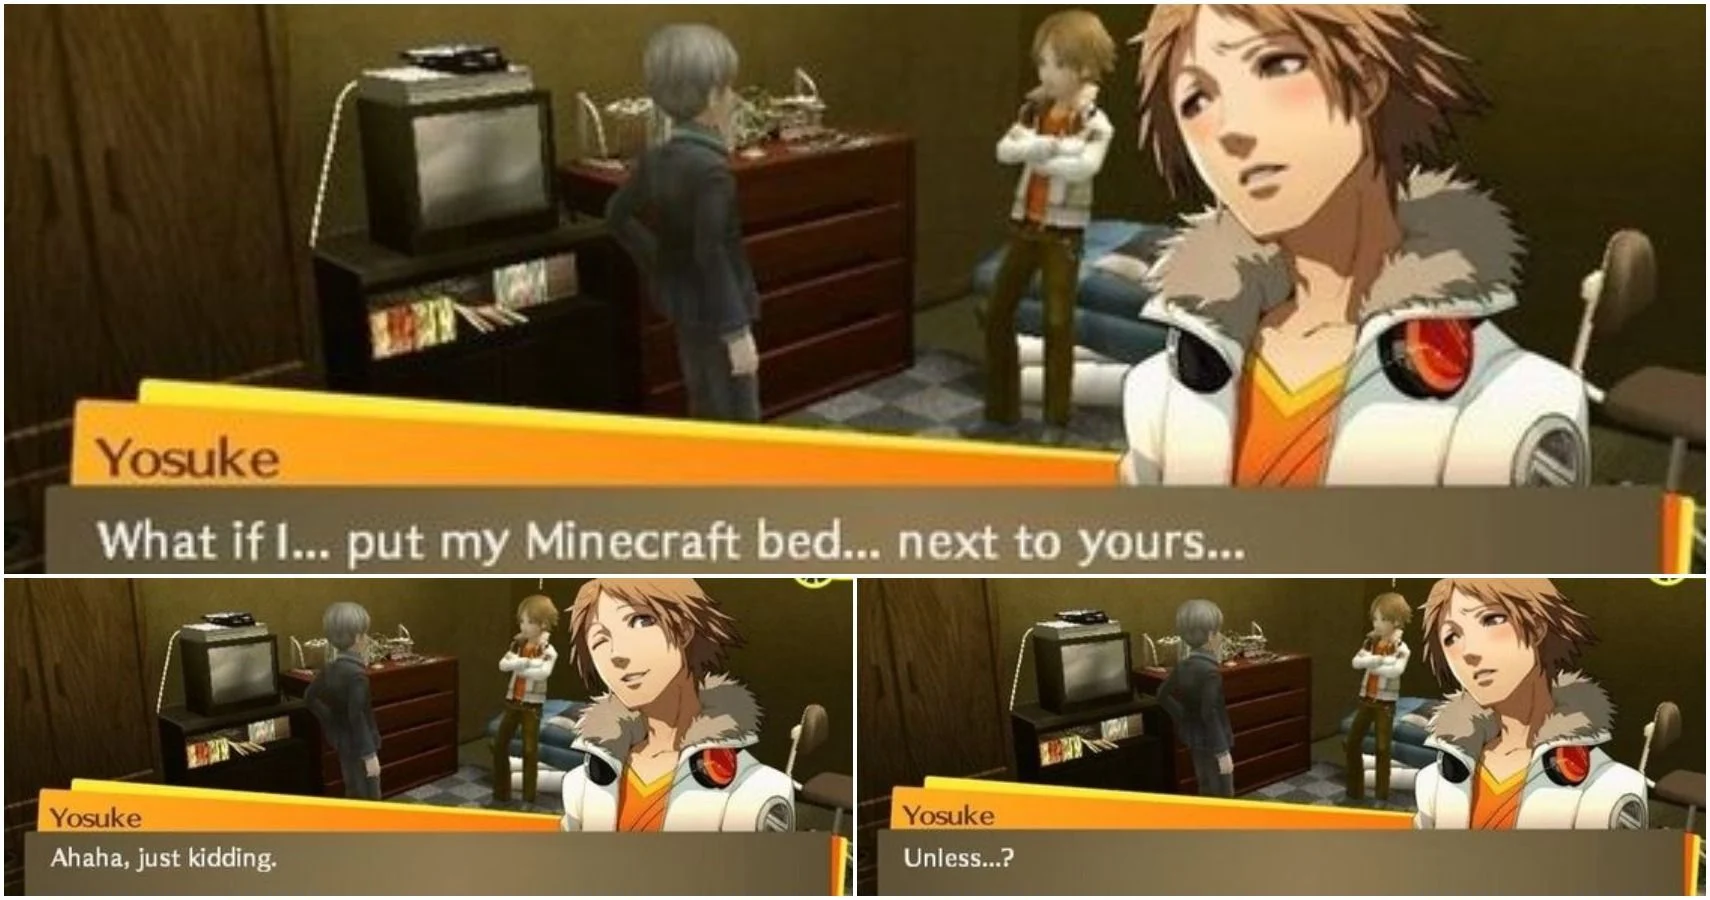 Yosuke
What if I... put my Minecraft bed... next to yours...
Yosuke
Ahaha, just kidding.
Yosuke
Unless...?